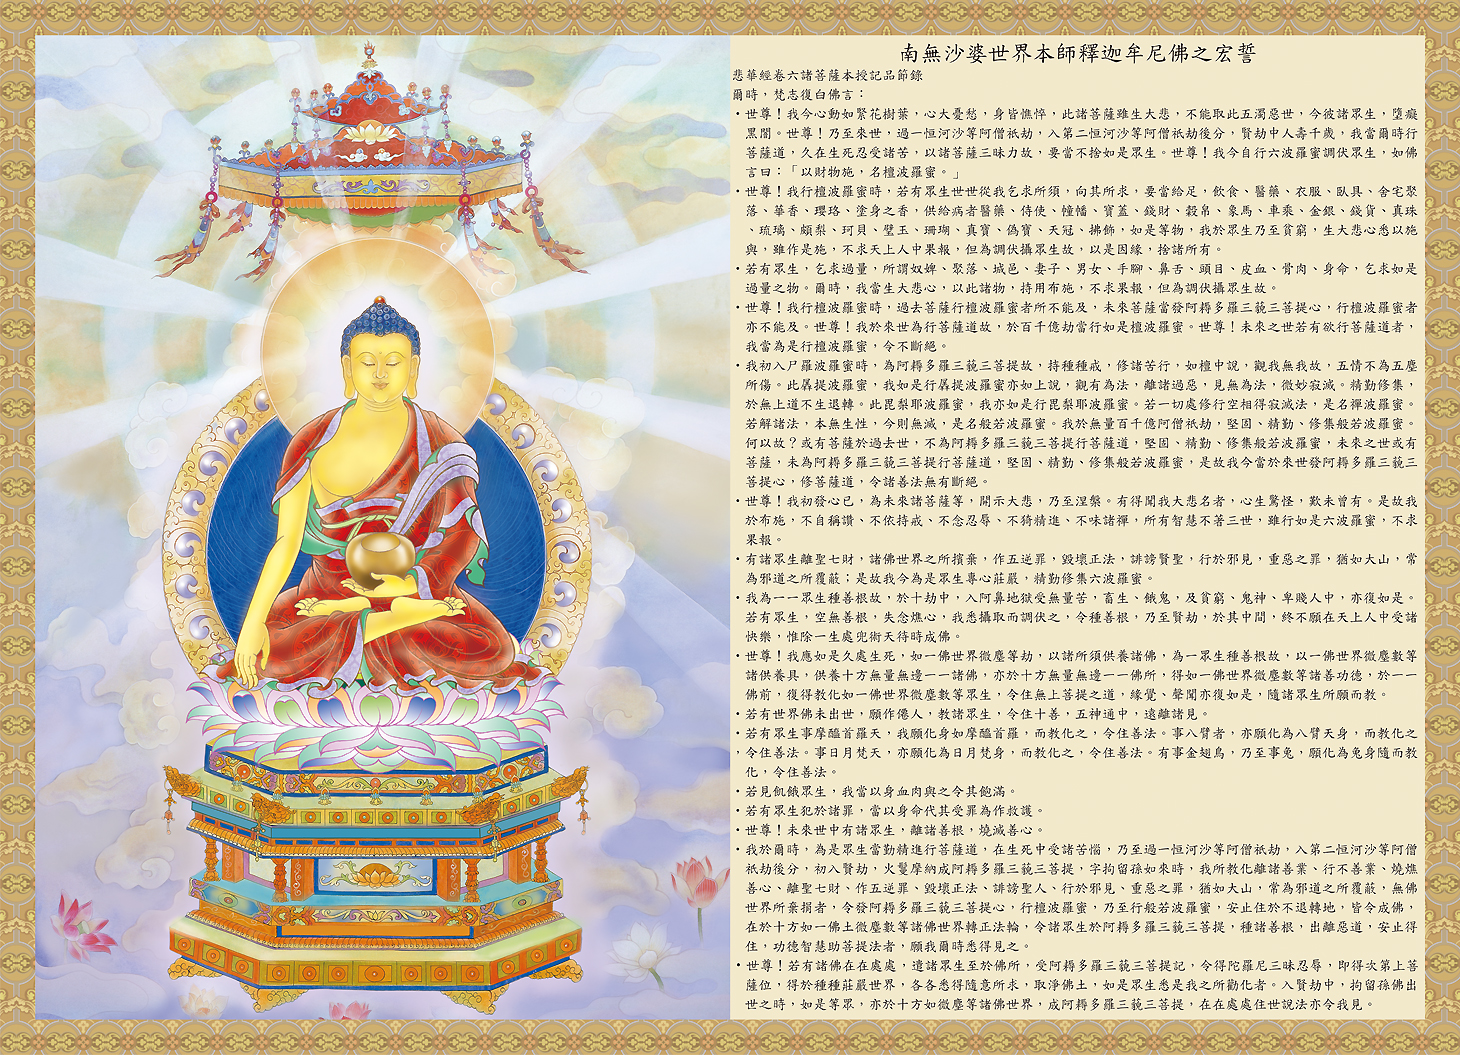 南無沙婆世界本師釋迦牟尼佛之宏誓
悲華經卷六諸菩薩本授記品節錄
爾時，梵志復白佛言：
・世尊！我今心動如繁花樹葉，心大憂愁，身皆憔悴，此諸菩薩雖生大悲，不能取此五濁惡世，今彼諸眾生，墮癡
黑闇。世尊！乃至來世，過一恒河沙等阿僧祇劫，入第二恒河沙等阿僧祇劫後分，賢劫中人壽千歲，我當爾時行
菩薩道，久在生死忍受諸苦，以諸菩薩三昧力故，要當不捨如是眾生。世尊！我今自行六波羅蜜調伏眾生，如佛
言曰：「以財物施，名檀波羅蜜。」
・世尊！我行檀波羅蜜時，若有眾生世世從我乞求所須，向其所求，要當給足，飲食、醫藥、衣服、臥具、舍宅聚
落、華香、瓔珞、塗身之香，供給病者醫藥、侍使、幢幡、寶蓋、錢財、穀帛、象馬、車乘、金銀、錢貨、真珠
、琉璃、頗梨、珂貝、璧玉、珊瑚、真寶、偽寶、天冠、拂飾，如是等物，我於眾生乃至貧窮，生大悲心悉以施
與，雖作是施，不求天上人中果報，但為調伏攝眾生故，以是因緣，捨諸所有。
・若有眾生，乞求過量，所謂奴婢、聚落、城邑、妻子、男女、手腳、鼻舌、頭目、皮血、骨肉、身命，乞求如是
過量之物。爾時，我當生大悲心，以此諸物，持用布施，不求果報，但為調伏攝眾生故。
・世尊！我行檀波羅蜜時，過去菩薩行檀波羅蜜者所不能及，未來菩薩當發阿耨多羅三藐三菩提心，行檀波羅蜜者
亦不能及。世尊！我於來世為行菩薩道故，於百千億劫當行如是檀波羅蜜。世尊！未來之世若有欲行菩薩道者，
我當為是行檀波羅蜜，令不斷絕。
・我初入尸羅波羅蜜時，為阿耨多羅三藐三菩提故，持種種戒，修諸苦行，如檀中說，觀我無我故，五情不為五塵
所傷。此羼提波羅蜜，我如是行羼提波羅蜜亦如上說，觀有為法，離諸過惡，見無為法，微妙寂滅。精勤修集，
於無上道不生退轉。此毘梨耶波羅蜜，我亦如是行毘梨耶波羅蜜。若一切處修行空相得寂滅法，是名禪波羅蜜。
若解諸法，本無生性，今則無滅，是名般若波羅蜜。我於無量百千億阿僧祇劫，堅固、精勤、修集般若波羅蜜。
何以故？或有菩薩於過去世，不為阿耨多羅三藐三菩提行菩薩道，堅固、精勤、修集般若波羅蜜，未來之世或有
菩薩，未為阿耨多羅三藐三菩提行菩薩道，堅固、精勤、修集般若波羅蜜，是故我今當於來世發阿耨多羅三藐三
菩提心，修菩薩道，令諸善法無有斷絕。
・世尊！我初發心已，為未來諸菩薩等，開示大悲，乃至涅槃。有得聞我大悲名者，心生驚怪，歎未曾有。是故我
於布施，不自稱讚、不依持戒、不念忍辱、不猗精進、不味諸禪，所有智慧不著三世，雖行如是六波羅蜜，不求
果報。
・有諸眾生離聖七財，諸佛世界之所擯棄，作五逆罪，毀壞正法，誹謗賢聖，行於邪見，重惡之罪，猶如大山，常
為邪道之所覆蔽；是故我今為是眾生專心莊嚴，精勤修集六波羅蜜。
・我為一一眾生種善根故，於十劫中，入阿鼻地獄受無量苦，畜生、餓鬼，及貧窮、鬼神、卑賤人中，亦復如是。
若有眾生，空無善根，失念燋心，我悉攝取而調伏之，令種善根，乃至賢劫，於其中間，終不願在天上人中受諸
快樂，惟除一生處兜術天待時成佛。
・世尊！我應如是久處生死，如一佛世界微塵等劫，以諸所須供養諸佛，為一眾生種善根故，以一佛世界微塵數等
諸供養具，供養十方無量無邊一一諸佛，亦於十方無量無邊一一佛所，得如一佛世界微塵數等諸善功德，於一一
佛前，復得教化如一佛世界微塵數等眾生，令住無上菩提之道，緣覺、聲聞亦復如是，隨諸眾生所願而教。
・若有世界佛未出世，願作僊人，教諸眾生，令住十善，五神通中，遠離諸見。
・若有眾生事摩醯首羅天，我願化身如摩醯首羅，而教化之，令住善法。事八臂者，亦願化為八臂天身，而教化之
，令住善法。事日月梵天，亦願化為日月梵身，而教化之，令住善法。有事金翅鳥，乃至事兔，願化為兔身隨而教
化，令住善法。
・若見飢餓眾生，我當以身血肉與之令其飽滿。
・若有眾生犯於諸罪，當以身命代其受罪為作救護。
・世尊！未來世中有諸眾生，離諸善根，燒滅善心。
・我於爾時，為是眾生當勤精進行菩薩道，在生死中受諸苦惱，乃至過一恒河沙等阿僧祇劫，入第二恒河沙等阿僧
祇劫後分，初入賢劫，火鬘摩納成阿耨多羅三藐三菩提，字拘留孫如來時，我所教化離諸善業、行不善業、燒燋
善心、離聖七財、作五逆罪、毀壞正法、誹謗聖人、行於邪見、重惡之罪，猶如大山，常為邪道之所覆蔽，無佛
世界所棄捐者，令發阿耨多羅三藐三菩提心，行檀波羅蜜，乃至行般若波羅蜜，安止住於不退轉地，皆令成佛，
在於十方如一佛土微塵數等諸佛世界轉正法輪，令諸眾生於阿耨多羅三藐三菩提，種諸善根，出離惡道，安止得
住，功德智慧助菩提法者，願我爾時悉得見之。
・世尊！若有諸佛在在處處，遣諸眾生至於佛所，受阿耨多羅三藐三菩提記，令得陀羅尼三昧忍辱，即得次第上菩
薩位，得於種種莊嚴世界，各各悉得隨意所求，取淨佛土，如是眾生悉是我之所勸化者。入賢劫中，拘留孫佛出
世之時，如是等眾，亦於十方如微塵等諸佛世界，成阿耨多羅三藐三菩提，在在處處住世說法亦令我見。